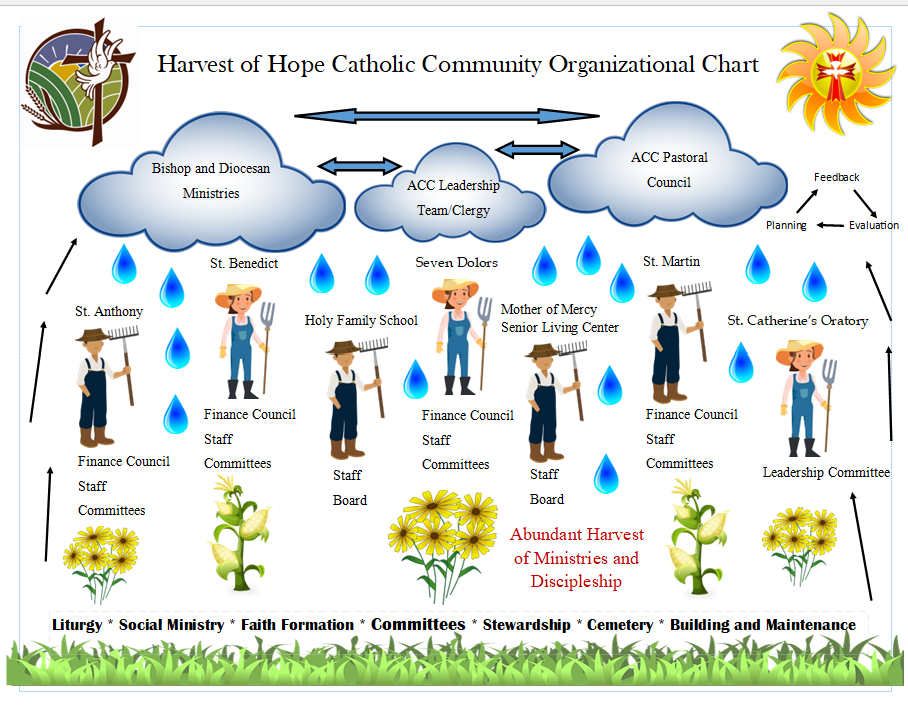 Harvest of Hope Catholic Community Organizational Chart
Bishop and Diocesan
Ministries
ACC Leadership
Team/Clergy
ACC Pastoral
Council
Feedback
Planning
Evaluation
St. Anthony
Finance Council
Staff
Committees
St. Benedict
Finance Council
Staff
Committees
Holy Family School
Staff
Board
Seven Dolors
Finance Council
Staff
Committees
Mother of Mercy
Senior Living Center
Staff
Board
St. Martin
Finance Council
Staff
Committees
St. Catherine's Oratory
Leadership Committee
Abundant Harvest
of Ministries and
Discipleship
Liturgy * Social Ministry * Faith Formation * Committees * Stewardship * Cemetery * Building and Maintenance